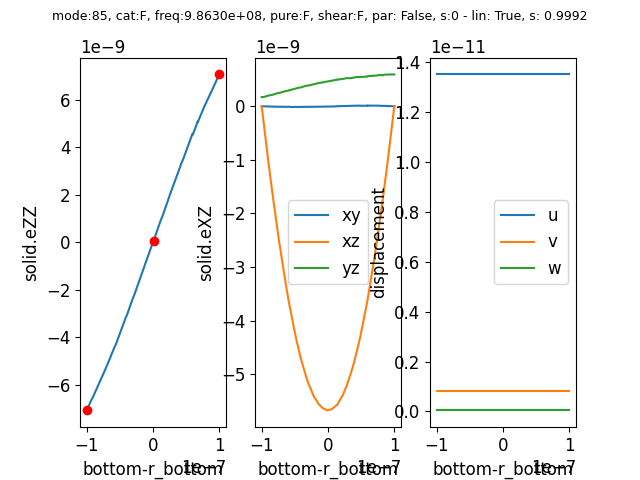 mode:85, cat:F, freq:9.8630e+08, pure:F, shear:F, par: False, s:0 - lin: True, s: 0.9992
1e−9
6
4
2
0
−2
−4
−6
solid.eZZ
−1 0 1
1e−7
bottom-r_bottom
1e−9
0
−1
−2
−3
−4
−5
solid.eXZ
xy
xz
yz
−1 0 1
1e−7
bottom-r_bottom
1e−11
1.4
1.2
1.0
0.8
0.6
0.4
0.2
0.0
displacement
u
v
w
−1 0 1
1e−7
bottom-r_bottom